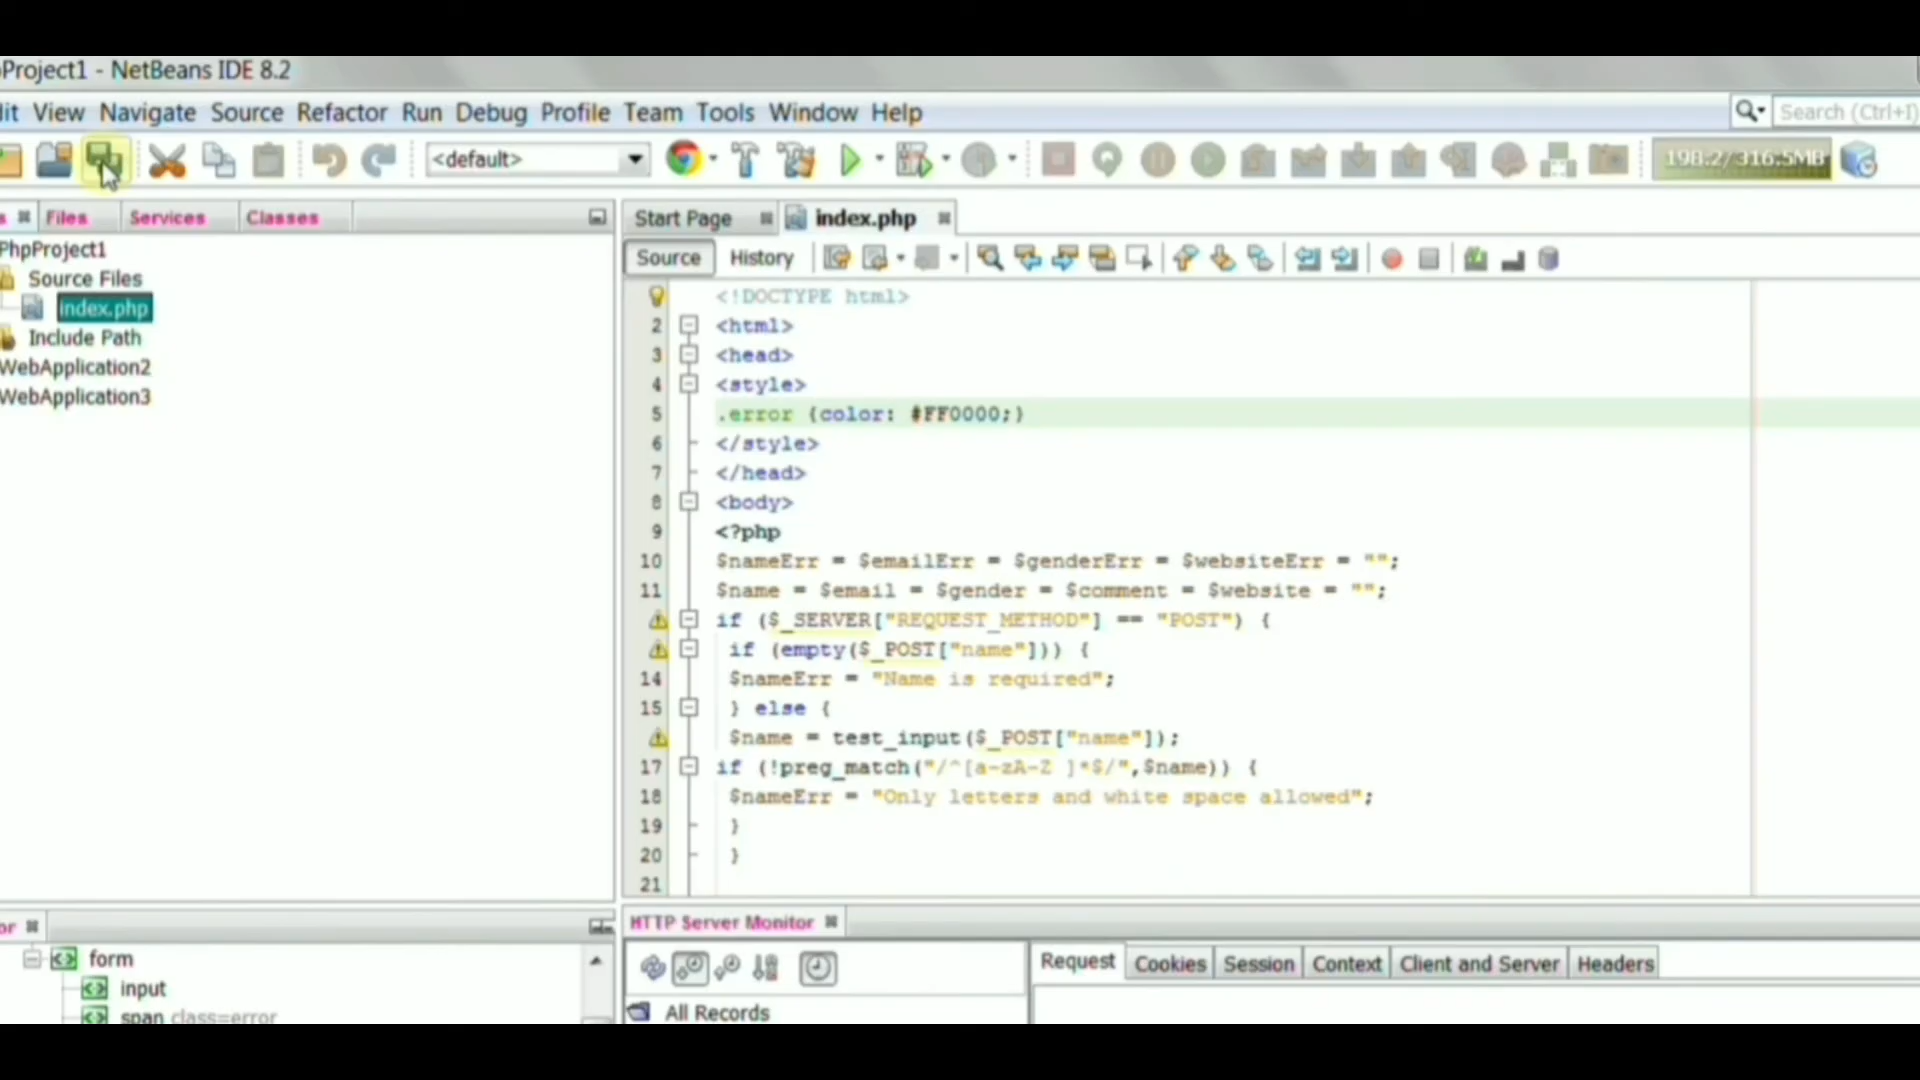 Project1 - NetBeans IDE 8.2
it View Navigate Source Refactor Run Debug Profile Team Tools Window Help
Search (Ctrl+I)
<default>
198.2/316.5MB
Files Services Classes
Start Page index.php
Source History
PhpProject1
Source Files
index.php
Include Path
WebApplication2
WebApplication3
<!DOCTYPE html>
2 <html>
3 <head>
4 <style>
5 .error {color: #FF0000;}
6 </style>
7 </head>
8 <body>
9 <?php
10 $nameErr = $emailErr = $genderErr = $websiteErr = "";
11 $name = $email = $gender = $comment = $website = "";
if ($_SERVER["REQUEST_METHOD"] == "POST") {
if (empty($_POST["name"])) {
14 $nameErr = "Name is required";
15 } else {
$name = test_input($_POST["name"]);
17 if (!preg_match("/^[a-zA-Z ]*$/",$name)) {
18 $nameErr = "Only letters and white space allowed";
19 }
20 }
21
or
form
input
span class=error
HTTP Server Monitor
All Records
Request Cookies Session Context Client and Server Headers